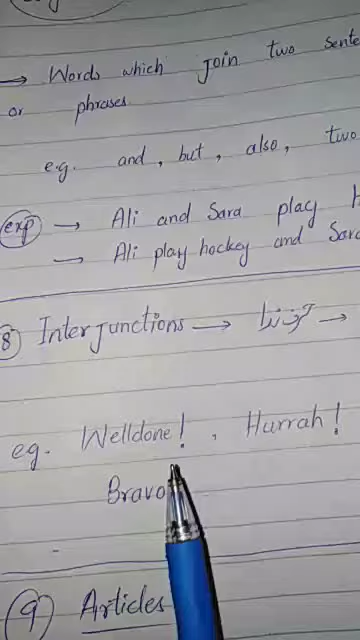 → Words which join two sente
or phrases
e.g. and, but, also, two
exp → Ali and Sara play H
→ Ali play hockey and Sara
8 Interjunctions → →
eg. Welldone! , Hurrah!
Bravo
9 Articles